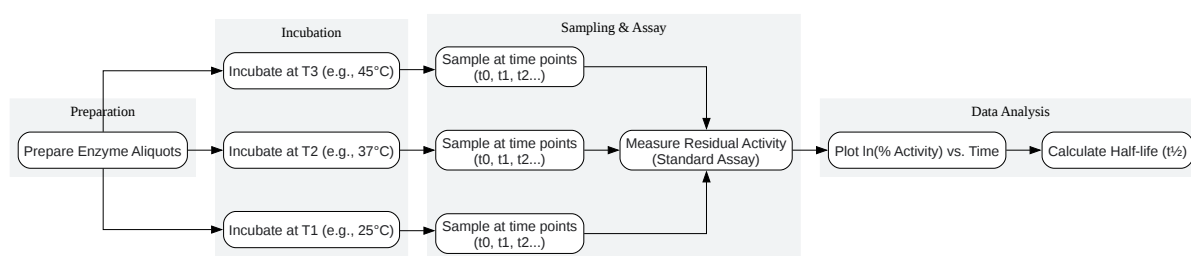 Preparation
Prepare Enzyme Aliquots
Incubation
Incubate at T3 (e.g., 45°C)
Incubate at T2 (e.g., 37°C)
Incubate at T1 (e.g., 25°C)
Sampling & Assay
Sample at time points
(t0, t1, t2...)
Sample at time points
(t0, t1, t2...)
Sample at time points
(t0, t1, t2...)
Measure Residual Activity
(Standard Assay)
Data Analysis
Plot ln(% Activity) vs. Time
Calculate Half-life (t½)